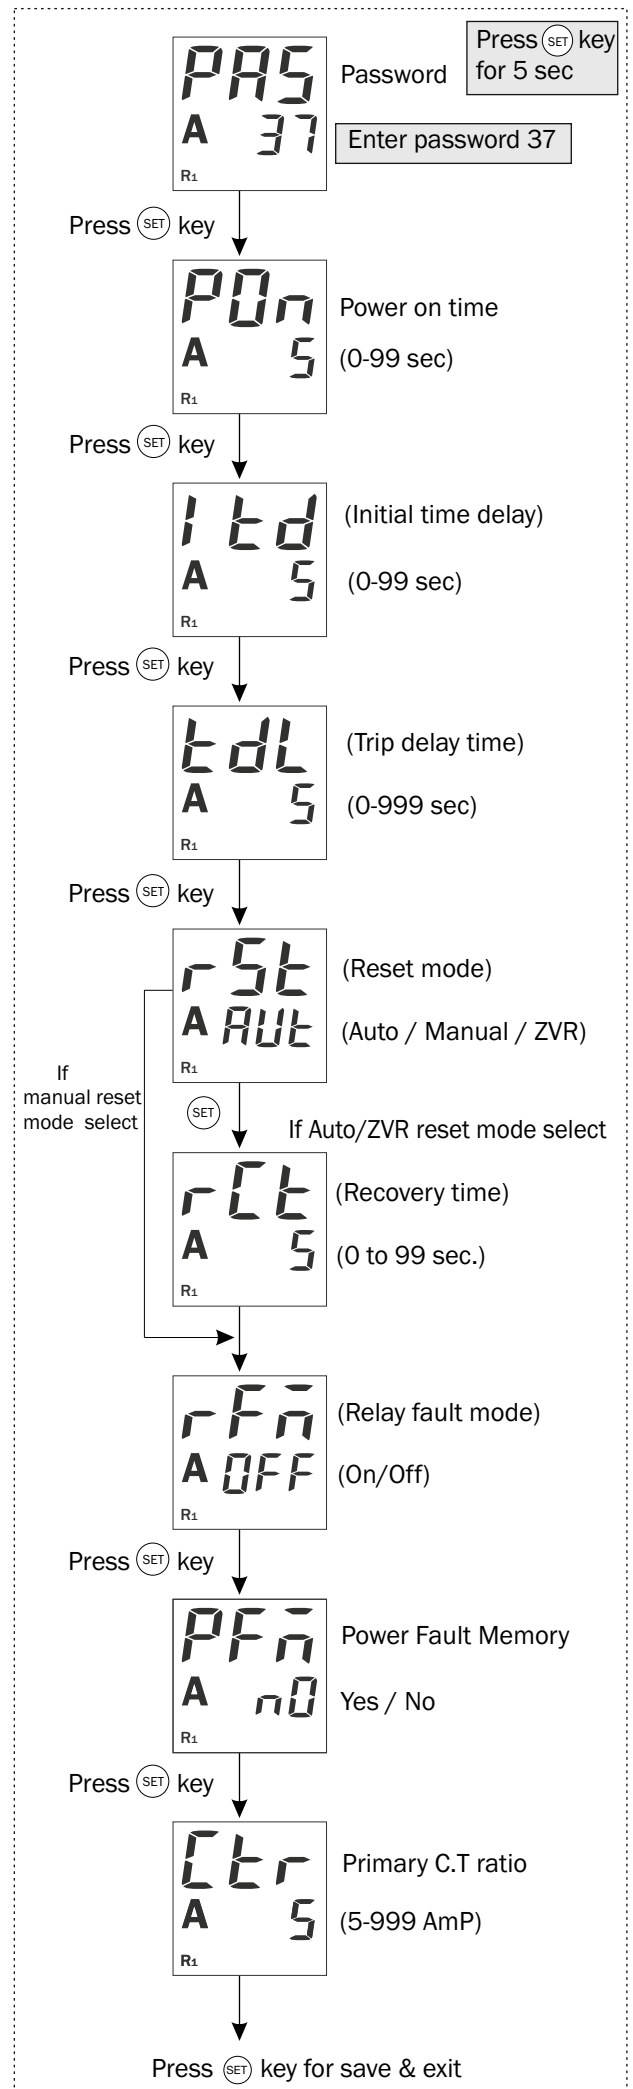 PAS
Password
Press SET key
for 5 sec
A 37
Enter password 37
R1
Press SET key
P0n
Power on time
A 5
(0-99 sec)
R1
Press SET key
Itd
(Initial time delay)
A 5
(0-99 sec)
R1
Press SET key
tdL
(Trip delay time)
A 5
(0-999 sec)
R1
Press SET key
rSt
(Reset mode)
A AUt
(Auto / Manual / ZVR)
R1
If
manual reset
mode select
SET
If Auto/ZVR reset mode select
rCt
(Recovery time)
A 5
(0 to 99 sec.)
R1
rFn̄
(Relay fault mode)
A 0FF
(On/Off)
R1
Press SET key
PFn̄
Power Fault Memory
A n0
Yes / No
R1
Press SET key
Ctr
Primary C.T ratio
A 5
(5-999 AmP)
R1
Press SET key for save & exit